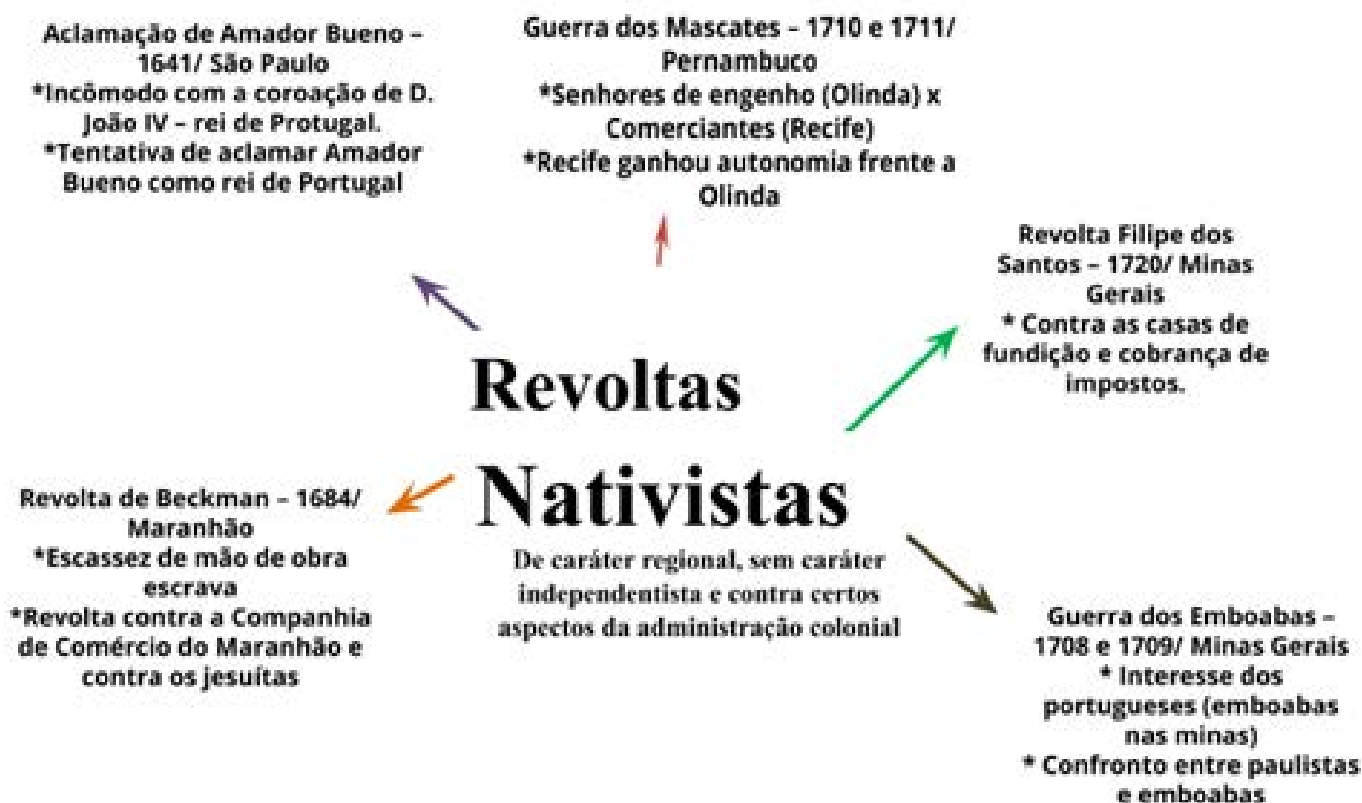 Aclamação de Amador Bueno –
1641/ São Paulo
*Incômodo com a coroação de D.
João IV – rei de Protugal.
*Tentativa de aclamar Amador
Bueno como rei de Portugal
Guerra dos Mascates – 1710 e 1711/
Pernambuco
*Senhores de engenho (Olinda) x
Comerciantes (Recife)
*Recife ganhou autonomia frente a
Olinda
Revolta Filipe dos
Santos – 1720/ Minas
Gerais
* Contra as casas de
fundição e cobrança de
impostos.
Revoltas
Nativistas
De caráter regional, sem caráter
independentista e contra certos
aspectos da administração colonial
Revolta de Beckman – 1684/
Maranhão
*Escassez de mão de obra
escrava
*Revolta contra a Companhia
de Comércio do Maranhão e
contra os jesuítas
Guerra dos Emboabas –
1708 e 1709/ Minas Gerais
* Interesse dos
portugueses (emboabas
nas minas)
* Confronto entre paulistas
e emboabas